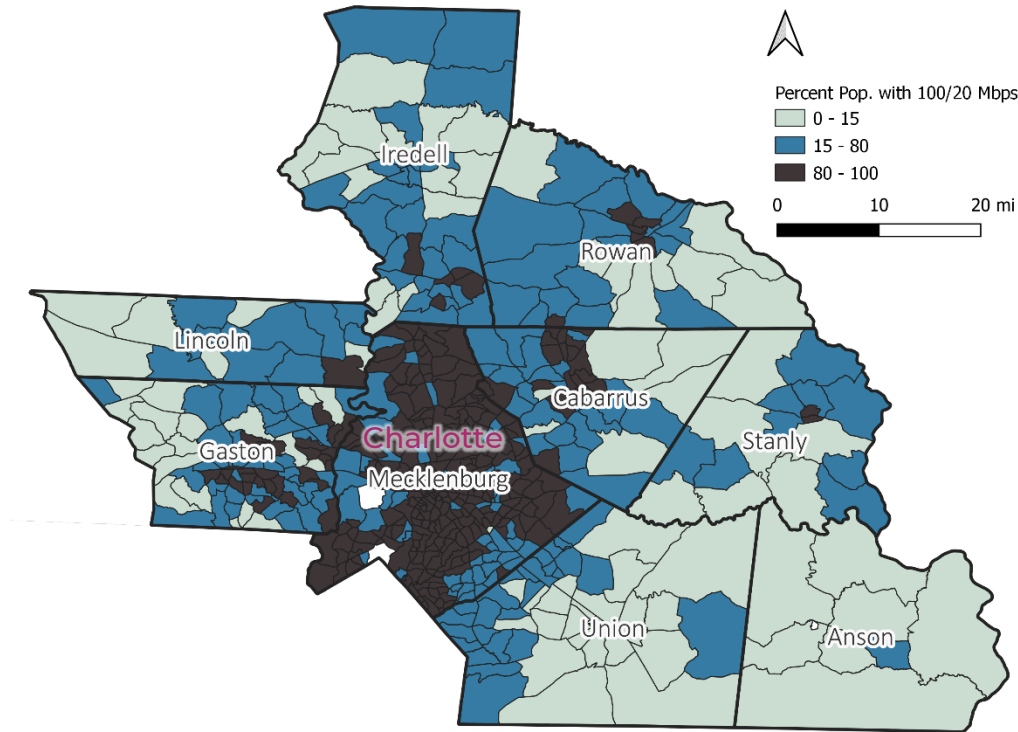 Percent Pop. with 100/20 Mbps
0 - 15
15 - 80
80 - 100
0 10 20 mi
Iredell
Rowan
Lincoln
Cabarrus
Charlotte
Stanly
Gaston
Mecklenburg
Union
Anson